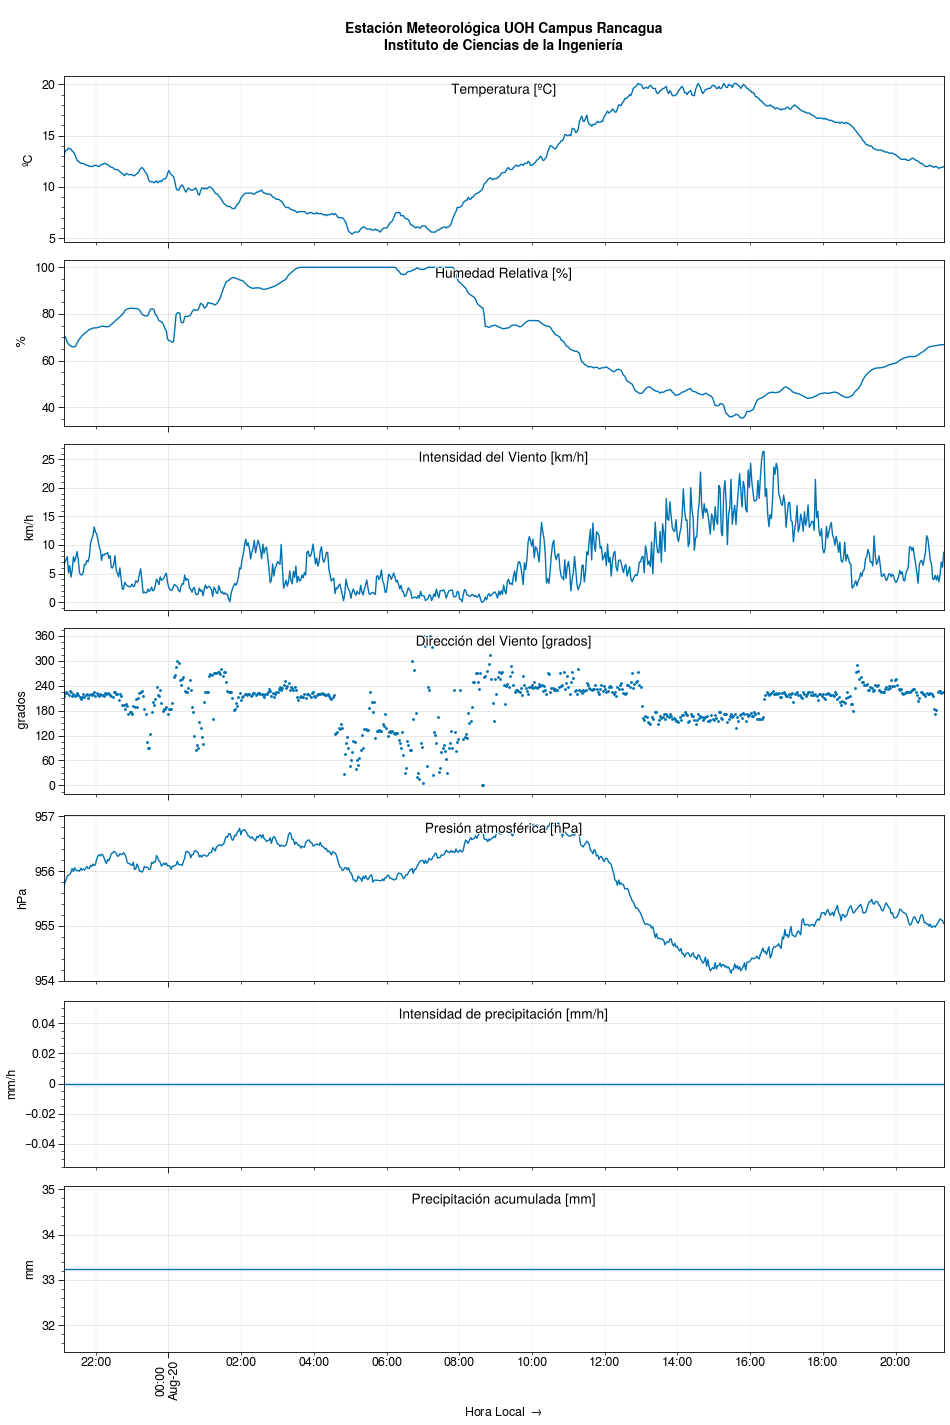 Estación Meteorológica UOH Campus Rancagua
Instituto de Ciencias de la Ingeniería
Temperatura [ºC]
20
15
10
5
ºC
Humedad Relativa [%]
100
80
60
40
%
Intensidad del Viento [km/h]
25
20
15
10
5
0
km/h
Dirección del Viento [grados]
360
300
240
180
120
60
0
grados
Presión atmosférica [hPa]
957
956
955
954
hPa
Intensidad de precipitación [mm/h]
0.04
0.02
0
−0.02
−0.04
mm/h
Precipitación acumulada [mm]
35
34
33
32
mm
22:00
00:00
Aug-20
02:00
04:00
06:00
08:00
10:00
12:00
14:00
16:00
18:00
20:00
Hora Local →